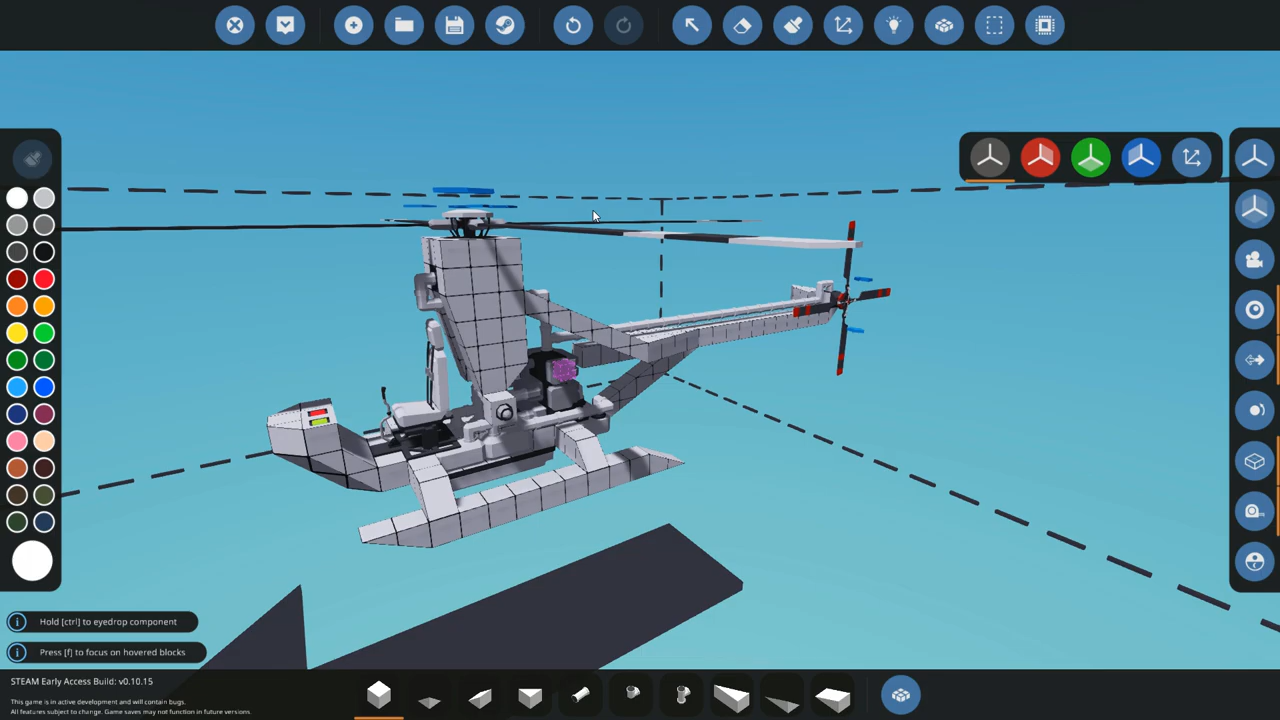 Hold [ctrl] to eyedrop component
Press [f] to focus on hovered blocks
STEAM Early Access Build: v0.10.15
This game is in active development and will contain bugs.
All features subject to change. Game saves may not function in future versions.